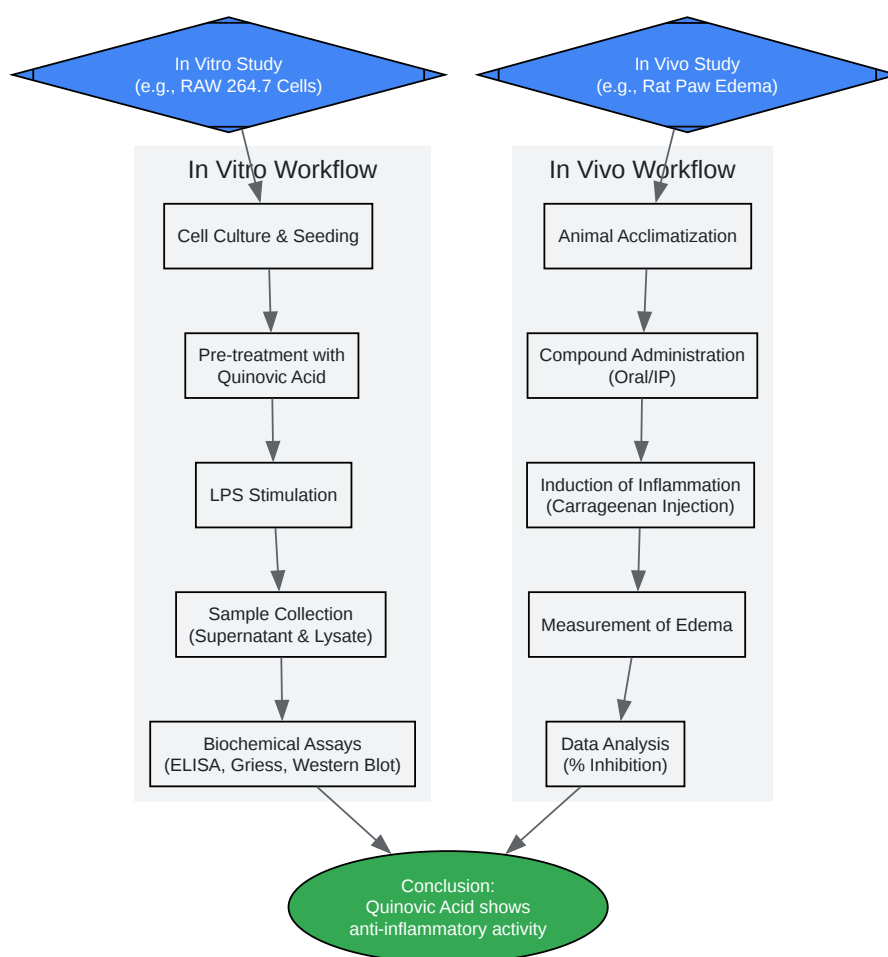 In Vitro Study
(e.g., RAW 264.7 Cells)
In Vivo Study
(e.g., Rat Paw Edema)
In Vitro Workflow
Cell Culture & Seeding
Pre-treatment with
Quinovic Acid
LPS Stimulation
Sample Collection
(Supernatant & Lysate)
Biochemical Assays
(ELISA, Griess, Western Blot)
In Vivo Workflow
Animal Acclimatization
Compound Administration
(Oral/IP)
Induction of Inflammation
(Carrageenan Injection)
Measurement of Edema
Data Analysis
(% Inhibition)
Conclusion:
Quinovic Acid shows
anti-inflammatory activity